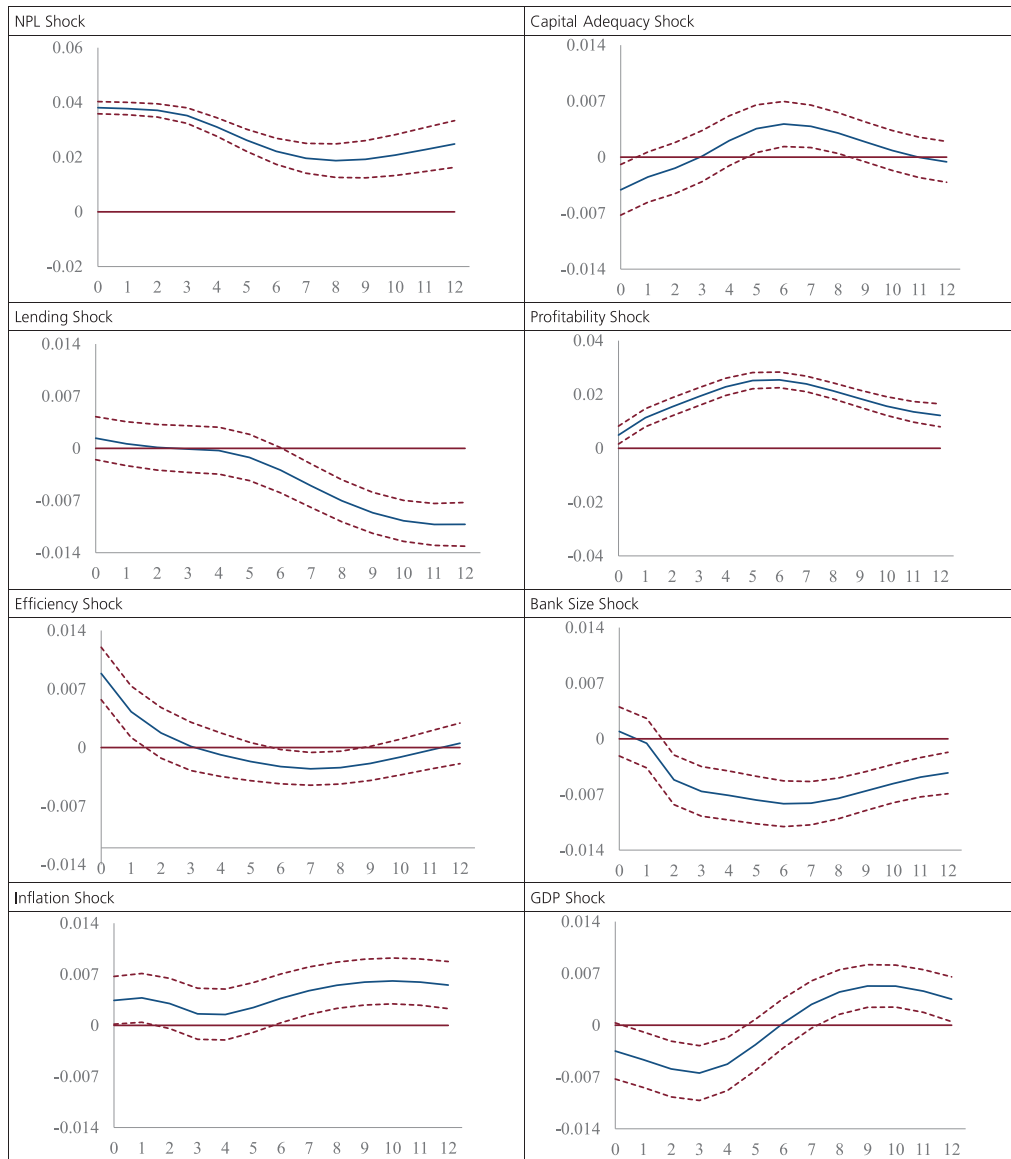 NPL Shock
0.06
0.04
0.02
0
-0.02
0 1 2 3 4 5 6 7 8 9 10 11 12
Capital Adequacy Shock
0.014
0.007
0
-0.007
-0.014
0 1 2 3 4 5 6 7 8 9 10 11 12
Lending Shock
0.014
0.007
0
-0.007
-0.014
0 1 2 3 4 5 6 7 8 9 10 11 12
Profitability Shock
0.04
0.02
0
-0.02
-0.04
0 1 2 3 4 5 6 7 8 9 10 11 12
Efficiency Shock
0.014
0.007
0
-0.007
-0.014
0 1 2 3 4 5 6 7 8 9 10 11 12
Bank Size Shock
0.014
0.007
0
-0.007
-0.014
0 1 2 3 4 5 6 7 8 9 10 11 12
Inflation Shock
0.014
0.007
0
-0.007
-0.014
0 1 2 3 4 5 6 7 8 9 10 11 12
GDP Shock
0.014
0.007
0
-0.007
-0.014
0 1 2 3 4 5 6 7 8 9 10 11 12